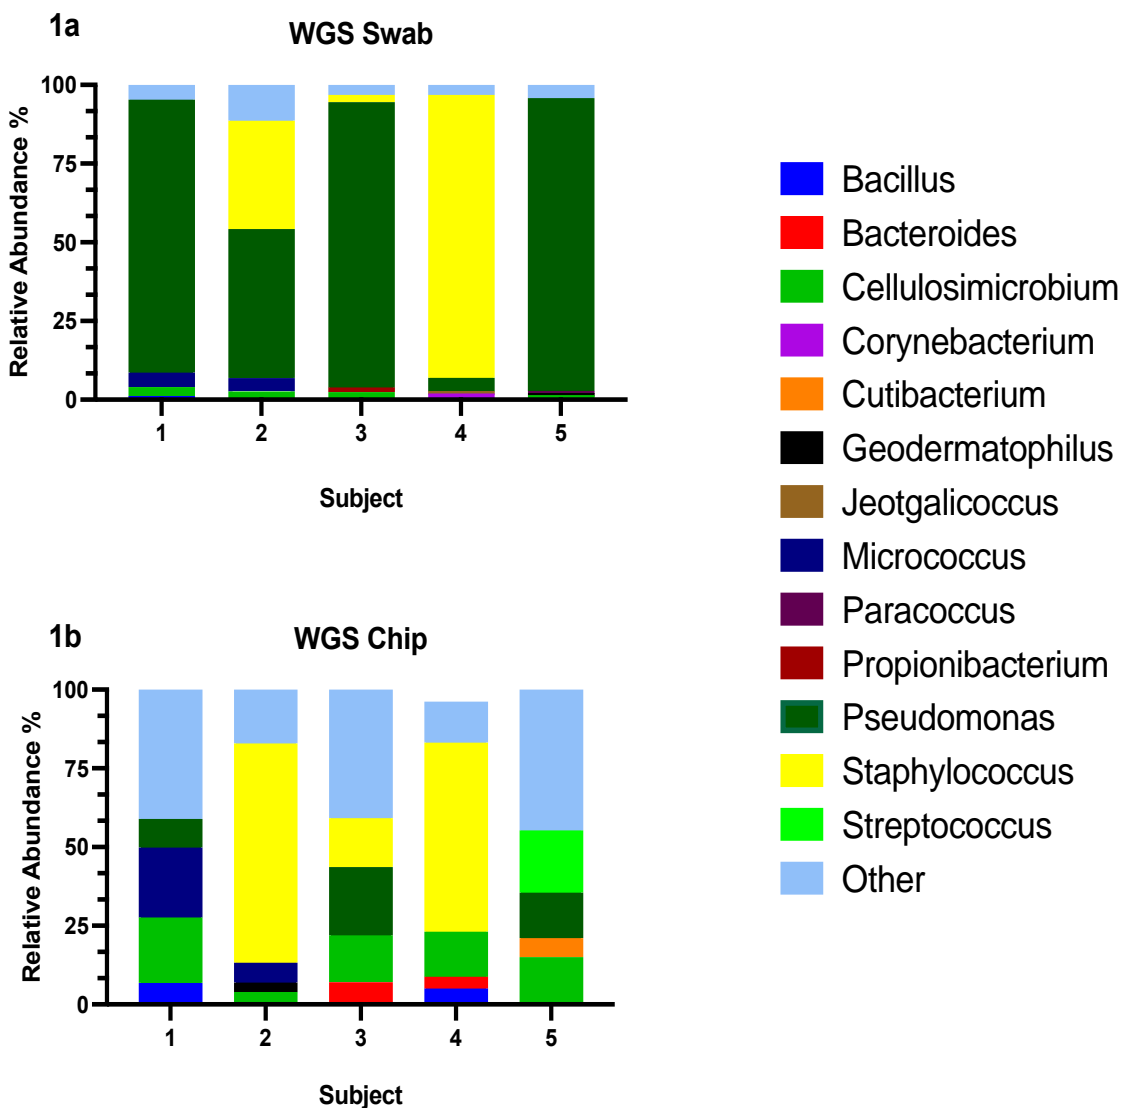 1a
WGS Swab
Relative Abundance %
100
75
50
25
0
1 2 3 4 5
Subject
Bacillus
Bacteroides
Cellulosimicrobium
Corynebacterium
Cutibacterium
Geodermatophilus
Jeotgalicoccus
Micrococcus
Paracoccus
Propionibacterium
Pseudomonas
Staphylococcus
Streptococcus
Other
1b
WGS Chip
Relative Abundance %
100
75
50
25
0
1 2 3 4 5
Subject